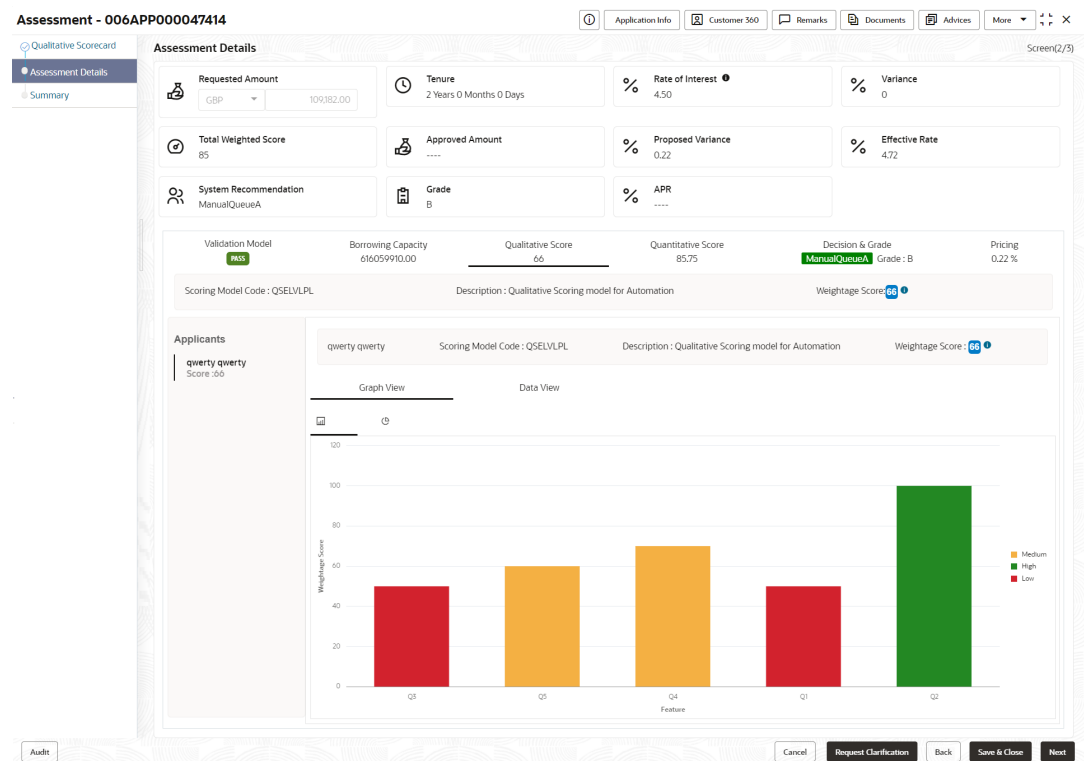 Assessment - 006APP000047414
Application Info
Customer 360
Remarks
Documents
Advices
More
Qualitative Scorecard
Assessment Details
Summary
Assessment Details
Screen(2/3)
Requested Amount
GBP
109,182.00
Tenure
2 Years 0 Months 0 Days
Rate of Interest
4.50
Variance
0
Total Weighted Score
85
Approved Amount
----
Proposed Variance
0.22
Effective Rate
4.72
System Recommendation
ManualQueueA
Grade
B
APR
----
Validation Model
PASS
Borrowing Capacity
616059910.00
Qualitative Score
66
Quantitative Score
85.75
Decision & Grade
ManualQueueA Grade : B
Pricing
0.22 %
Scoring Model Code : QSELVLPL
Description : Qualitative Scoring model for Automation
Weightage Score: 66
Applicants
qwerty qwerty
Score :66
qwerty qwerty
Scoring Model Code : QSELVLPL
Description : Qualitative Scoring model for Automation
Weightage Score : 66
Graph View
Data View
120
100
80
60
40
20
0
Weightage Score
Q3
Q5
Q4
Q1
Q2
Feature
Medium
High
Low
Audit
Cancel
Request Clarification
Back
Save & Close
Next